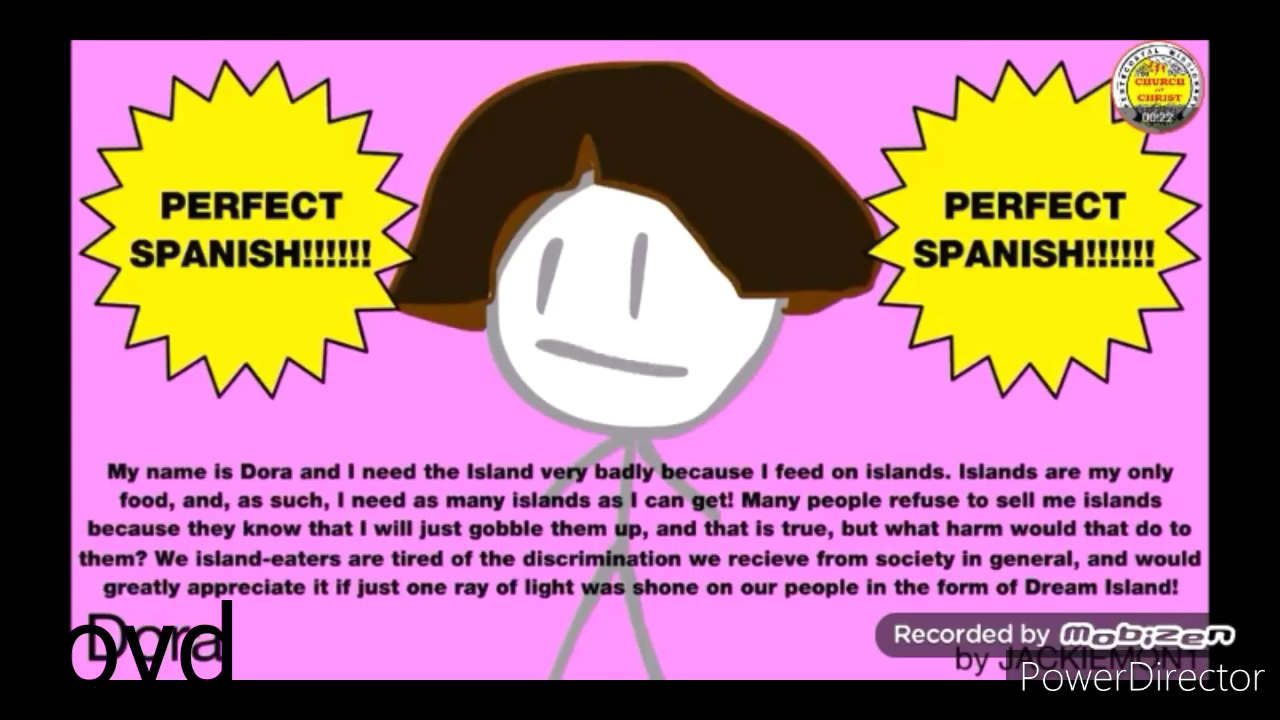 PERFECT
SPANISH!!!!!!
PERFECT
SPANISH!!!!!!
CHURCH
of
CHRIST
00:22
My name is Dora and I need the Island very badly because I feed on islands. Islands are my only
food, and, as such, I need as many islands as I can get! Many people refuse to sell me islands
because they know that I will just gobble them up, and that is true, but what harm would that do to
them? We island-eaters are tired of the discrimination we recieve from society in general, and would
greatly appreciate it if just one ray of light was shone on our people in the form of Dream Island!
Dora
oyd
Recorded by Mobizen
by JACKIEMONT
PowerDirector